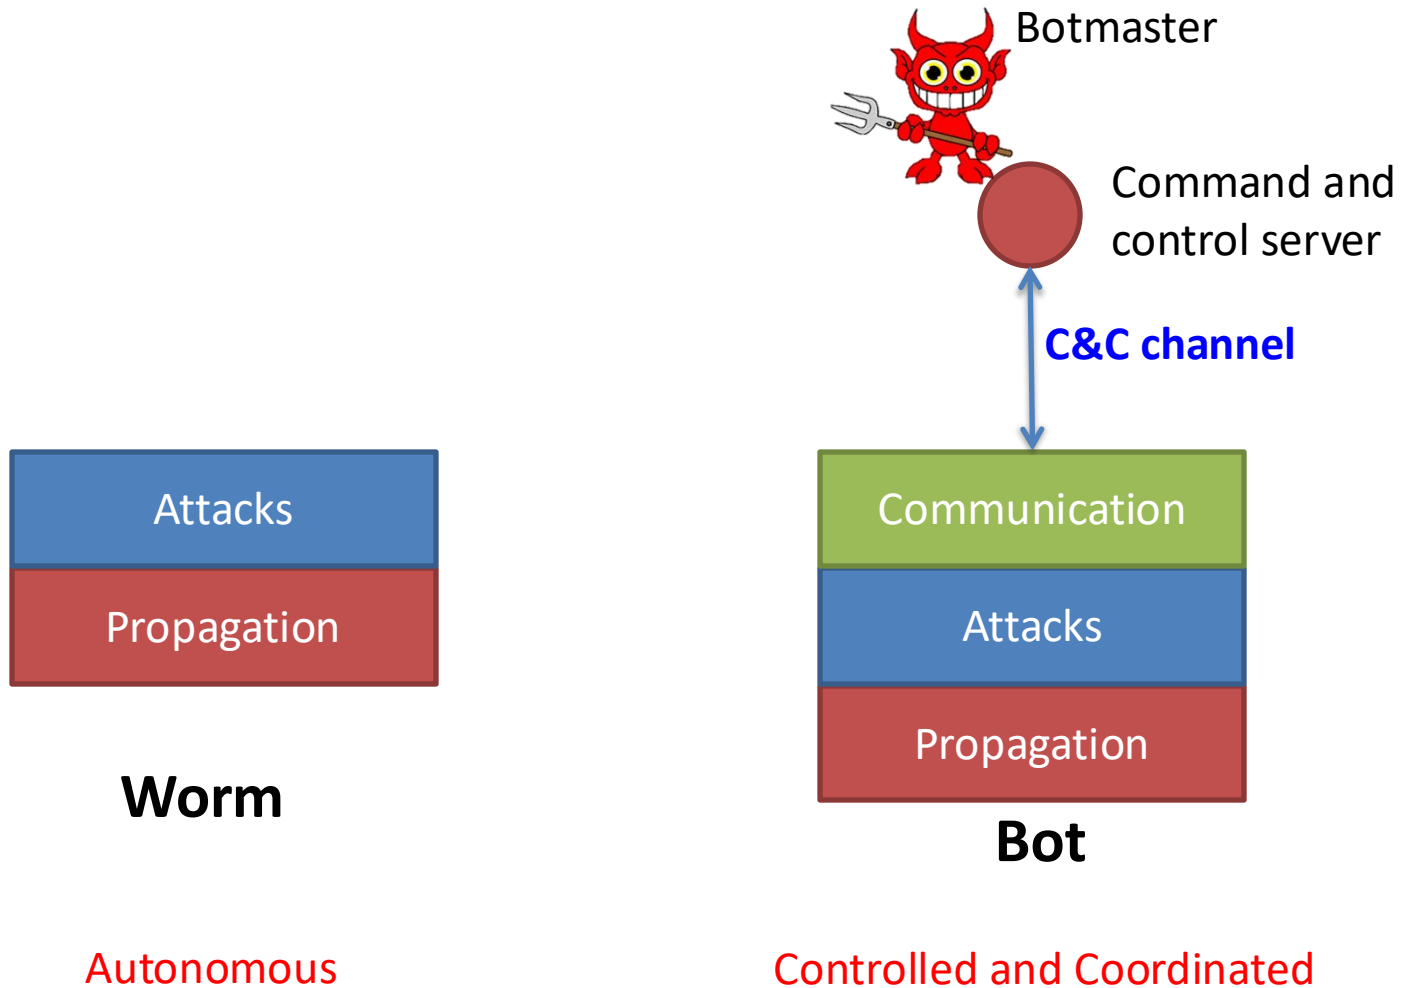 Botmaster
Command and
control server
C&C channel
Attacks
Propagation
Worm
Autonomous
Communication
Attacks
Propagation
Bot
Controlled and Coordinated